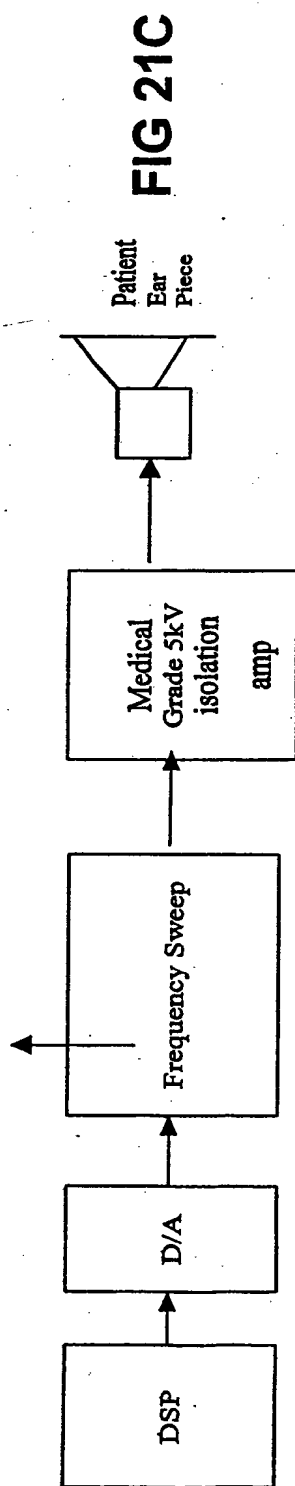 FIG 21C
DSP
D/A
Frequency Sweep
Medical
Grade 5kV
isolation
amp
Patient
Ear
Piece